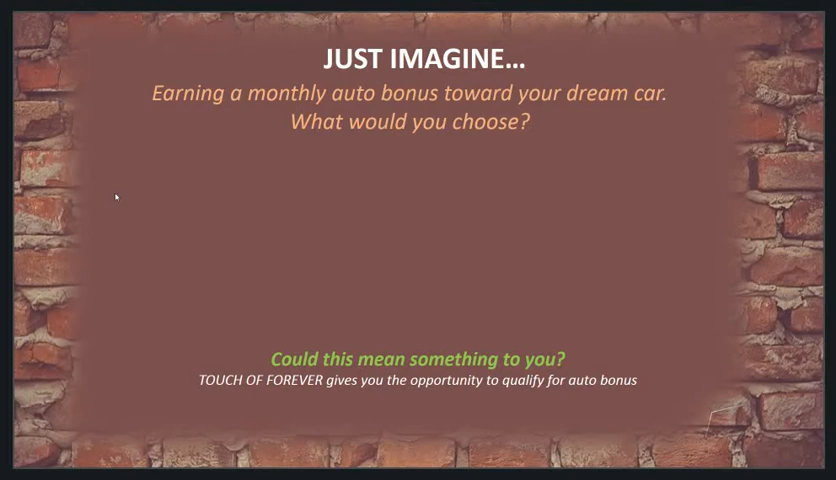 JUST IMAGINE...
Earning a monthly auto bonus toward your dream car.
What would you choose?
Could this mean something to you?
TOUCH OF FOREVER gives you the opportunity to qualify for auto bonus